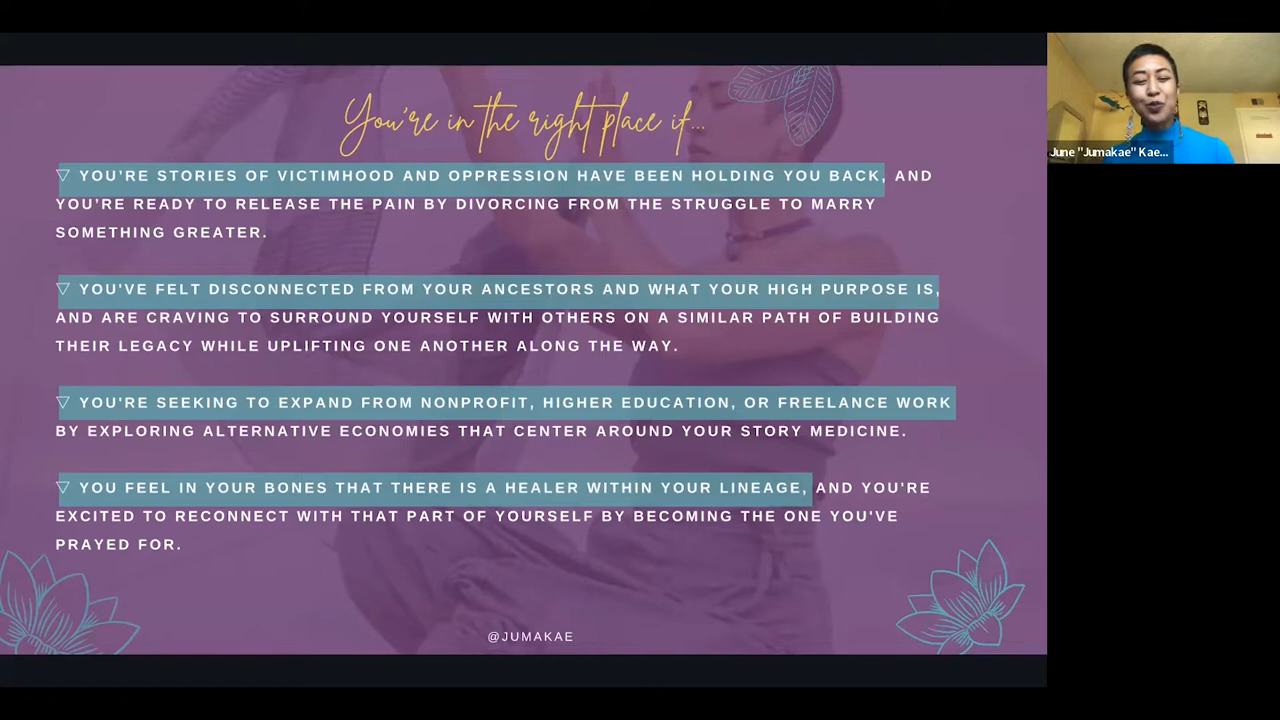 You're in the right place if...
▽ YOU'RE STORIES OF VICTIMHOOD AND OPPRESSION HAVE BEEN HOLDING YOU BACK, AND
YOU'RE READY TO RELEASE THE PAIN BY DIVORCING FROM THE STRUGGLE TO MARRY
SOMETHING GREATER.
▽ YOU'VE FELT DISCONNECTED FROM YOUR ANCESTORS AND WHAT YOUR HIGH PURPOSE IS,
AND ARE CRAVING TO SURROUND YOURSELF WITH OTHERS ON A SIMILAR PATH OF BUILDING
THEIR LEGACY WHILE UPLIFTING ONE ANOTHER ALONG THE WAY.
▽ YOU'RE SEEKING TO EXPAND FROM NONPROFIT, HIGHER EDUCATION, OR FREELANCE WORK
BY EXPLORING ALTERNATIVE ECONOMIES THAT CENTER AROUND YOUR STORY MEDICINE.
▽ YOU FEEL IN YOUR BONES THAT THERE IS A HEALER WITHIN YOUR LINEAGE, AND YOU'RE
EXCITED TO RECONNECT WITH THAT PART OF YOURSELF BY BECOMING THE ONE YOU'VE
PRAYED FOR.
@JUMAKAE
June "Jumakae" Kae...